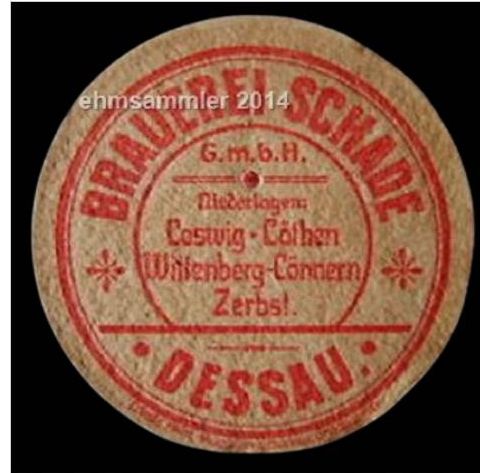 ehmsammler 2014
BRAUEREI SCHADE
G.m.b.H.
Niederlagen:
Coswig - Cöthen
Wittenberg - Cönnern
Zerbst.
DESSAU.